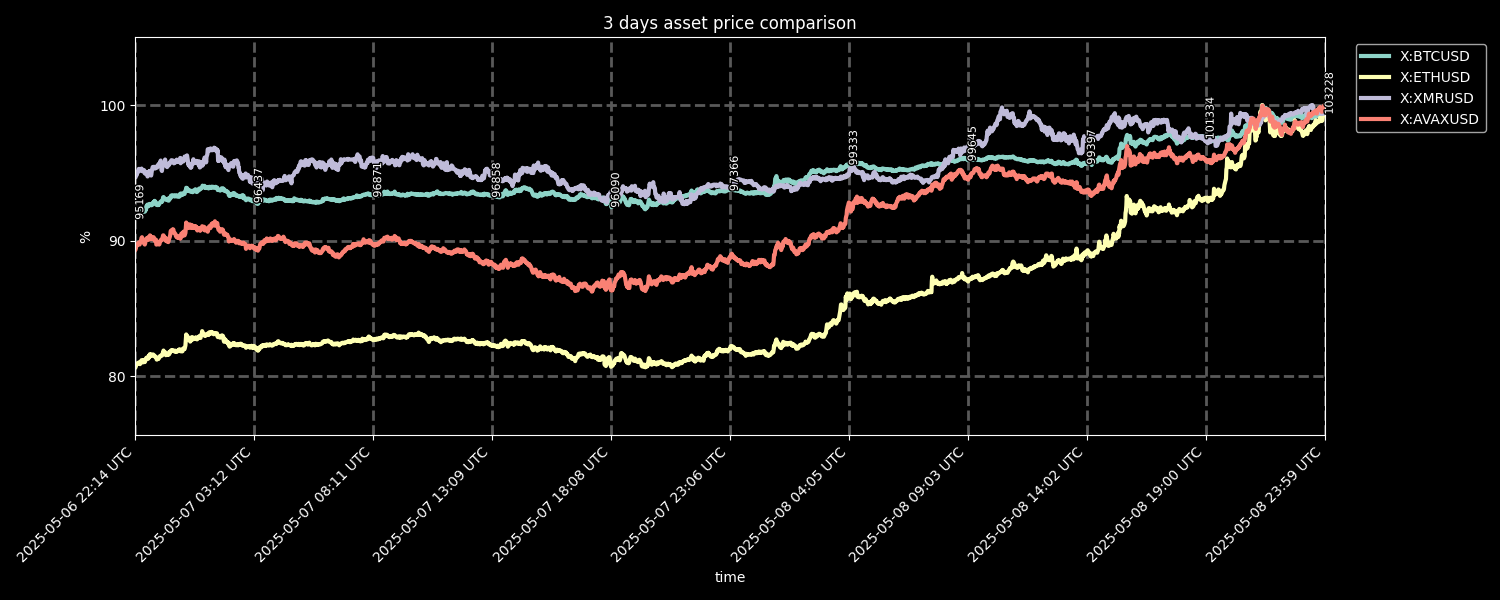 3 days asset price comparison
X:BTCUSD
X:ETHUSD
X:XMRUSD
X:AVAXUSD
%
100
90
80
95169
96437
96871
96858
96090
97366
99333
99645
99397
101334
103228
2025-05-06 22:14 UTC
2025-05-07 03:12 UTC
2025-05-07 08:11 UTC
2025-05-07 13:09 UTC
2025-05-07 18:08 UTC
2025-05-07 23:06 UTC
2025-05-08 04:05 UTC
2025-05-08 09:03 UTC
2025-05-08 14:02 UTC
2025-05-08 19:00 UTC
2025-05-08 23:59 UTC
time